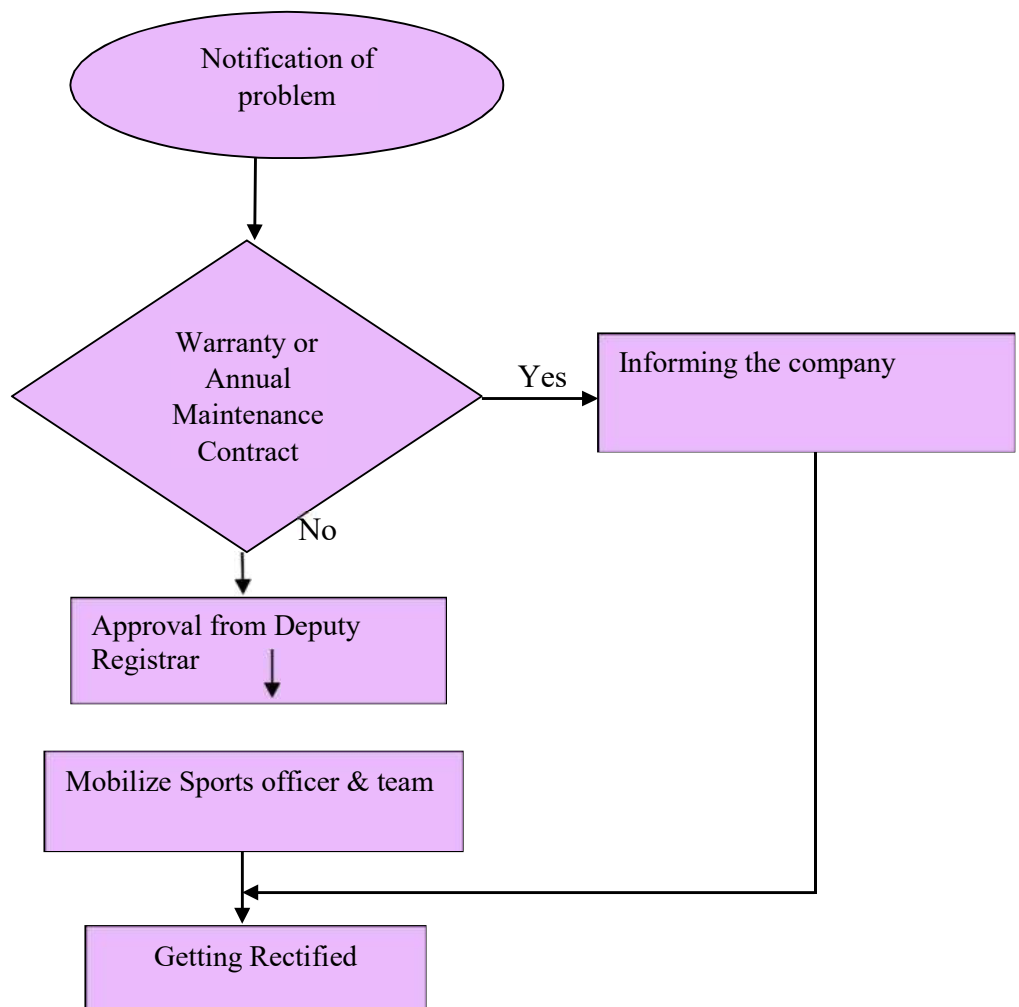 Notification of
problem
Warranty or
Annual
Maintenance
Contract
Yes
Informing the company
No
Approval from Deputy
Registrar
Mobilize Sports officer & team
Getting Rectified